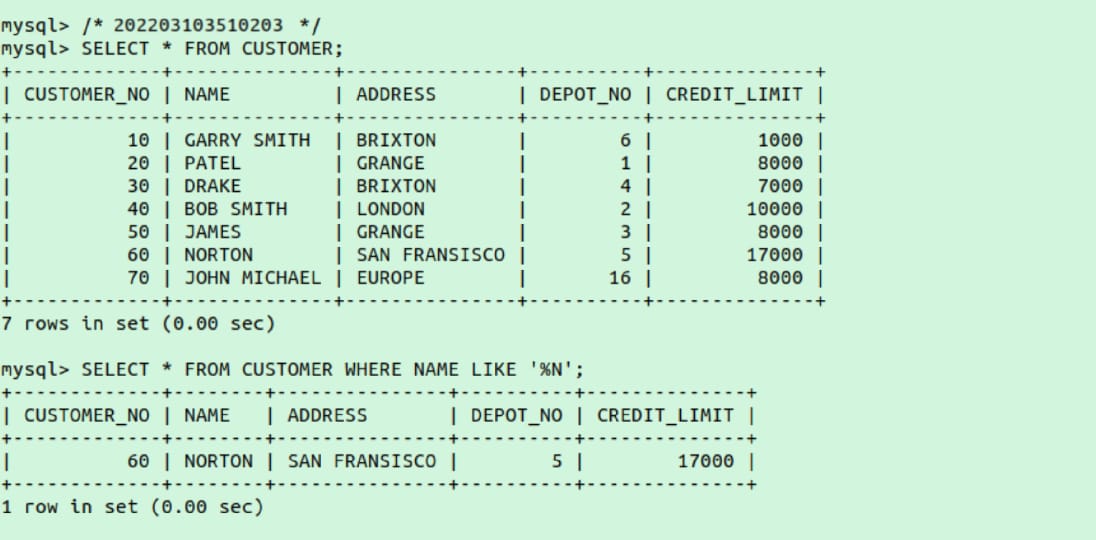 mysql> /* 202203103510203 */
mysql> SELECT * FROM CUSTOMER;
+-------------+--------------+---------------+----------+--------------+
| CUSTOMER_NO | NAME         | ADDRESS       | DEPOT_NO | CREDIT_LIMIT |
+-------------+--------------+---------------+----------+--------------+
|          10 | GARRY SMITH  | BRIXTON       |        6 |         1000 |
|          20 | PATEL        | GRANGE        |        1 |         8000 |
|          30 | DRAKE        | BRIXTON       |        4 |         7000 |
|          40 | BOB SMITH    | LONDON        |        2 |        10000 |
|          50 | JAMES        | GRANGE        |        3 |         8000 |
|          60 | NORTON       | SAN FRANSISCO |        5 |        17000 |
|          70 | JOHN MICHAEL | EUROPE        |       16 |         8000 |
+-------------+--------------+---------------+----------+--------------+
7 rows in set (0.00 sec)

mysql> SELECT * FROM CUSTOMER WHERE NAME LIKE '%N';
+-------------+--------+---------------+----------+--------------+
| CUSTOMER_NO | NAME   | ADDRESS       | DEPOT_NO | CREDIT_LIMIT |
+-------------+--------+---------------+----------+--------------+
|          60 | NORTON | SAN FRANSISCO |        5 |        17000 |
+-------------+--------+---------------+----------+--------------+
1 row in set (0.00 sec)